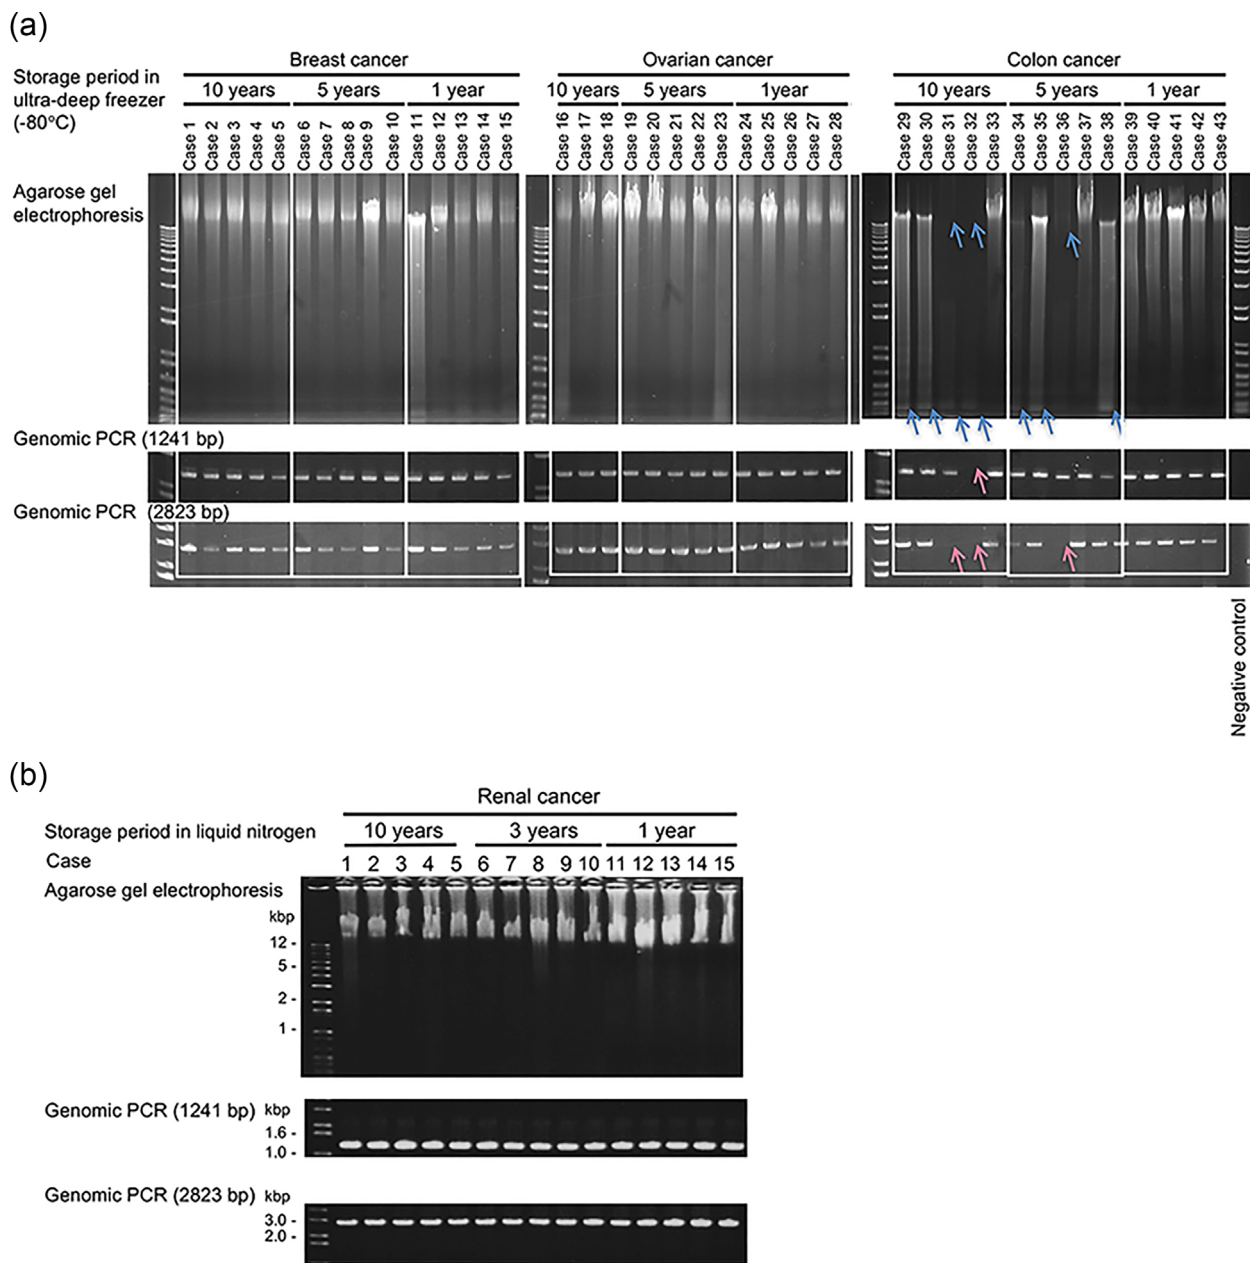 (a)
Breast cancer
Ovarian cancer
Colon cancer
Storage period in
ultra-deep freezer
(-80°C)
10 years
5 years
1 year
10 years
5 years
1year
10 years
5 years
1 year
Case 1
Case 2
Case 3
Case 4
Case 5
Case 6
Case 7
Case 8
Case 9
Case 10
Case 11
Case 12
Case 13
Case 14
Case 15
Case 16
Case 17
Case 18
Case 19
Case 20
Case 21
Case 22
Case 23
Case 24
Case 25
Case 26
Case 27
Case 28
Case 29
Case 30
Case 31
Case 32
Case 33
Case 34
Case 35
Case 36
Case 37
Case 38
Case 39
Case 40
Case 41
Case 42
Case 43
Agarose gel
electrophoresis
Genomic PCR (1241 bp)
Genomic PCR (2823 bp)
Negative control
(b)
Renal cancer
Storage period in liquid nitrogen
10 years
3 years
1 year
Case
1 2 3 4 5 6 7 8 9 10 11 12 13 14 15
Agarose gel electrophoresis
kbp
12 -
5 -
2 -
1 -
Genomic PCR (1241 bp) kbp
1.6 -
1.0 -
Genomic PCR (2823 bp) kbp
3.0 -
2.0 -